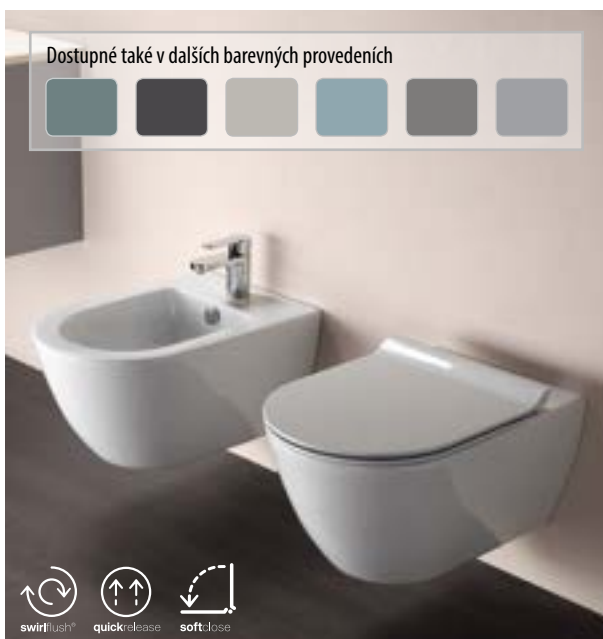 Dostupné také v dalších barevných provedeních
swirlflush®
quickrelease
softclose